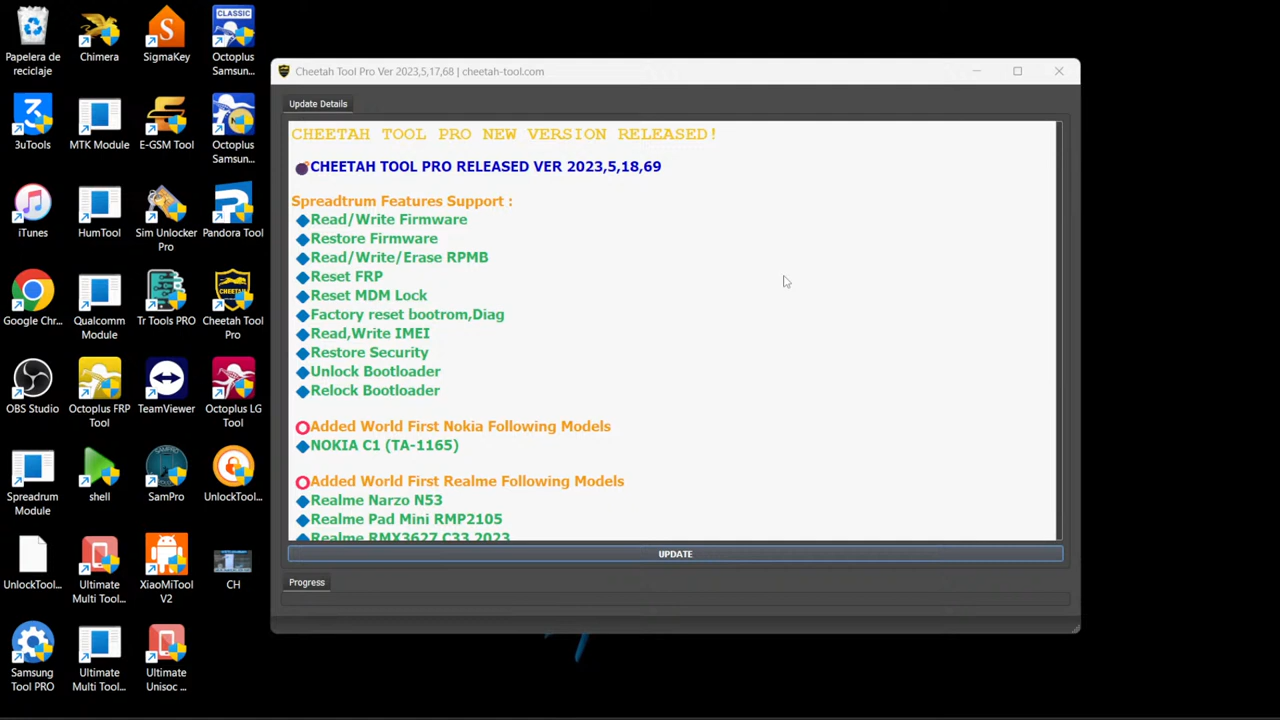 CLASSIC
Papelera de
reciclaje
Chimera
SigmaKey
Octoplus
Samsun...
3uTools
MTK Module
E-GSM Tool
Octoplus
Samsun...
iTunes
HumTool
Sim Unlocker
Pro
Pandora Tool
Google Chr...
Qualcomm
Module
Tr Tools PRO
CHEETAH
Cheetah Tool
Pro
OBS Studio
Octoplus FRP
Tool
TeamViewer
Octoplus LG
Tool
Spreadrum
Module
shell
SamPro
UnlockTool...
UnlockTool...
Ultimate
Multi Tool...
XiaoMiTool
V2
CH
Samsung
Tool PRO
Ultimate
Multi Tool...
Ultimate
Unisoc ...
Cheetah Tool Pro Ver 2023,5,17,68 | cheetah-tool.com
Update Details
CHEETAH TOOL PRO NEW VERSION RELEASED!
CHEETAH TOOL PRO RELEASED VER 2023,5,18,69
Spreadtrum Features Support :
Read/Write Firmware
Restore Firmware
Read/Write/Erase RPMB
Reset FRP
Reset MDM Lock
Factory reset bootrom,Diag
Read,Write IMEI
Restore Security
Unlock Bootloader
Relock Bootloader
Added World First Nokia Following Models
NOKIA C1 (TA-1165)
Added World First Realme Following Models
Realme Narzo N53
Realme Pad Mini RMP2105
Realme RMX3627 C33 2023
UPDATE
Progress